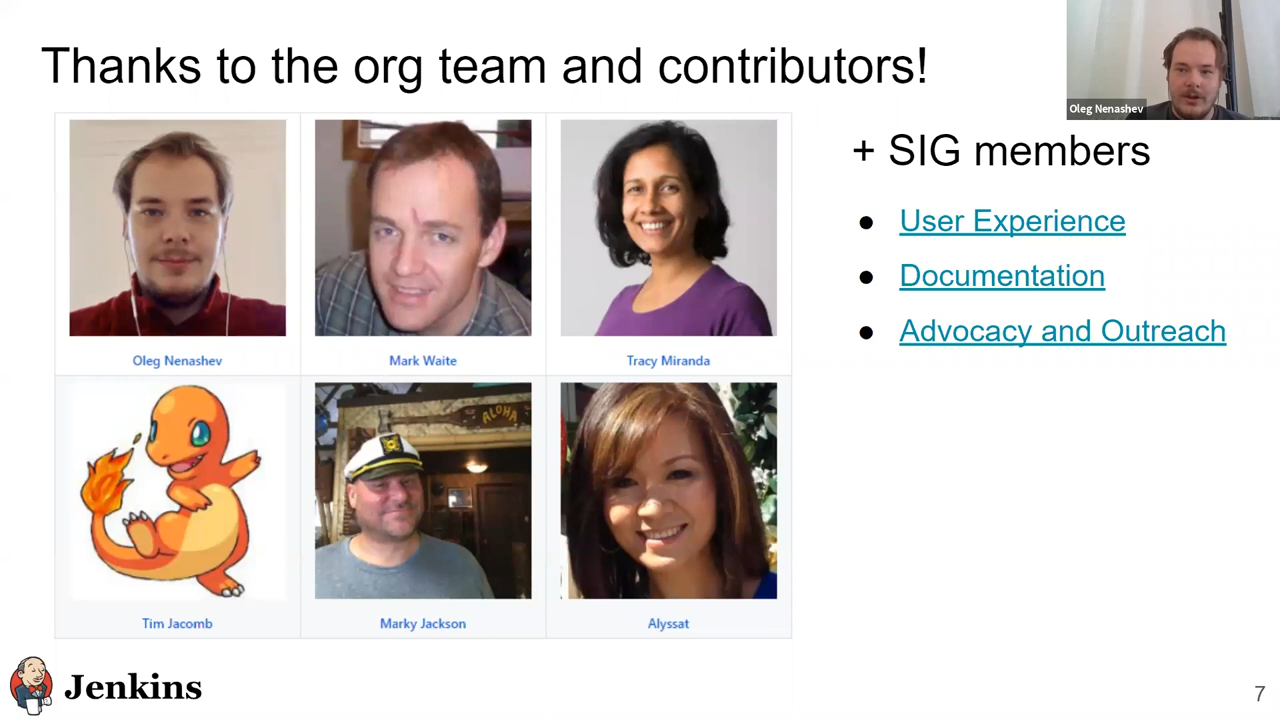 Thanks to the org team and contributors!
Oleg Nenashev
+ SIG members
● User Experience
● Documentation
● Advocacy and Outreach
Oleg Nenashev
Mark Waite
Tracy Miranda
ALOHA
Tim Jacomb
Marky Jackson
Alyssat
Jenkins
7